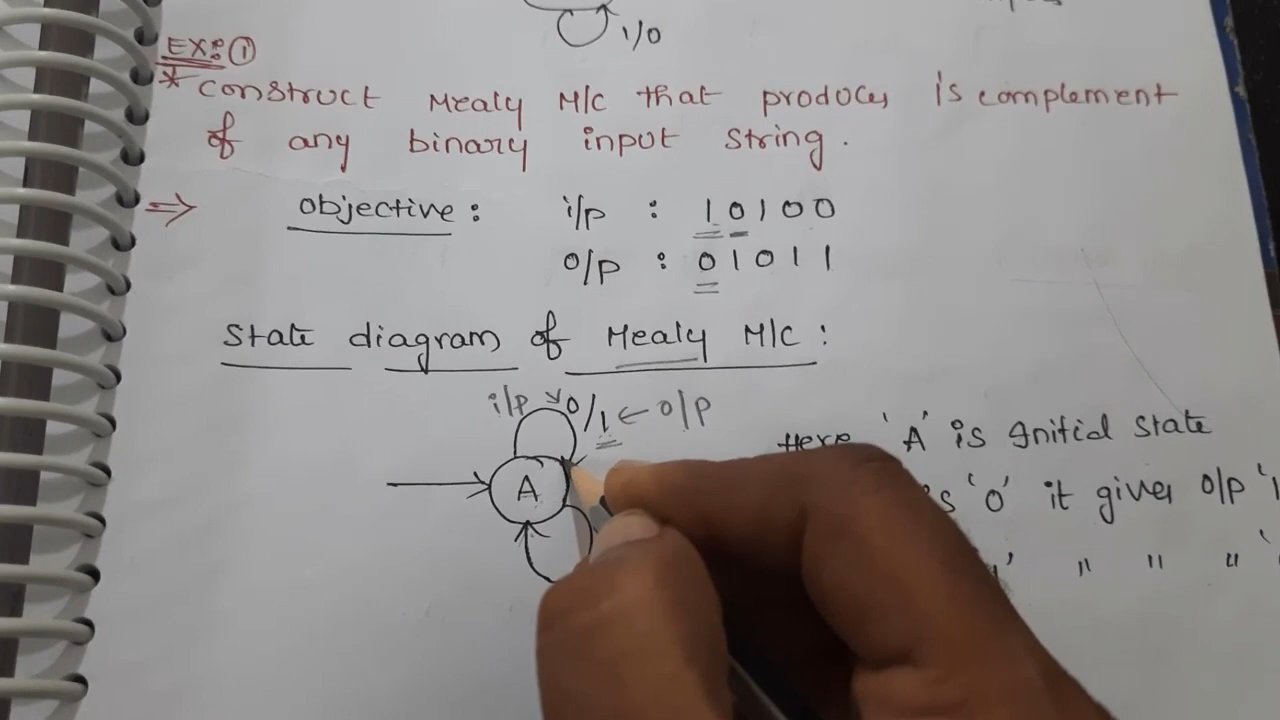 1/0
EX:①
* construct Mealy M/C that produces 1's complement
of any binary input string.
⇒ objective: i/p : 10100
o/p : 01011
State diagram of Mealy M/C:
i/p 0/1 ← o/p
Here 'A' is Initial state
A
'0' it gives o/p
" " "